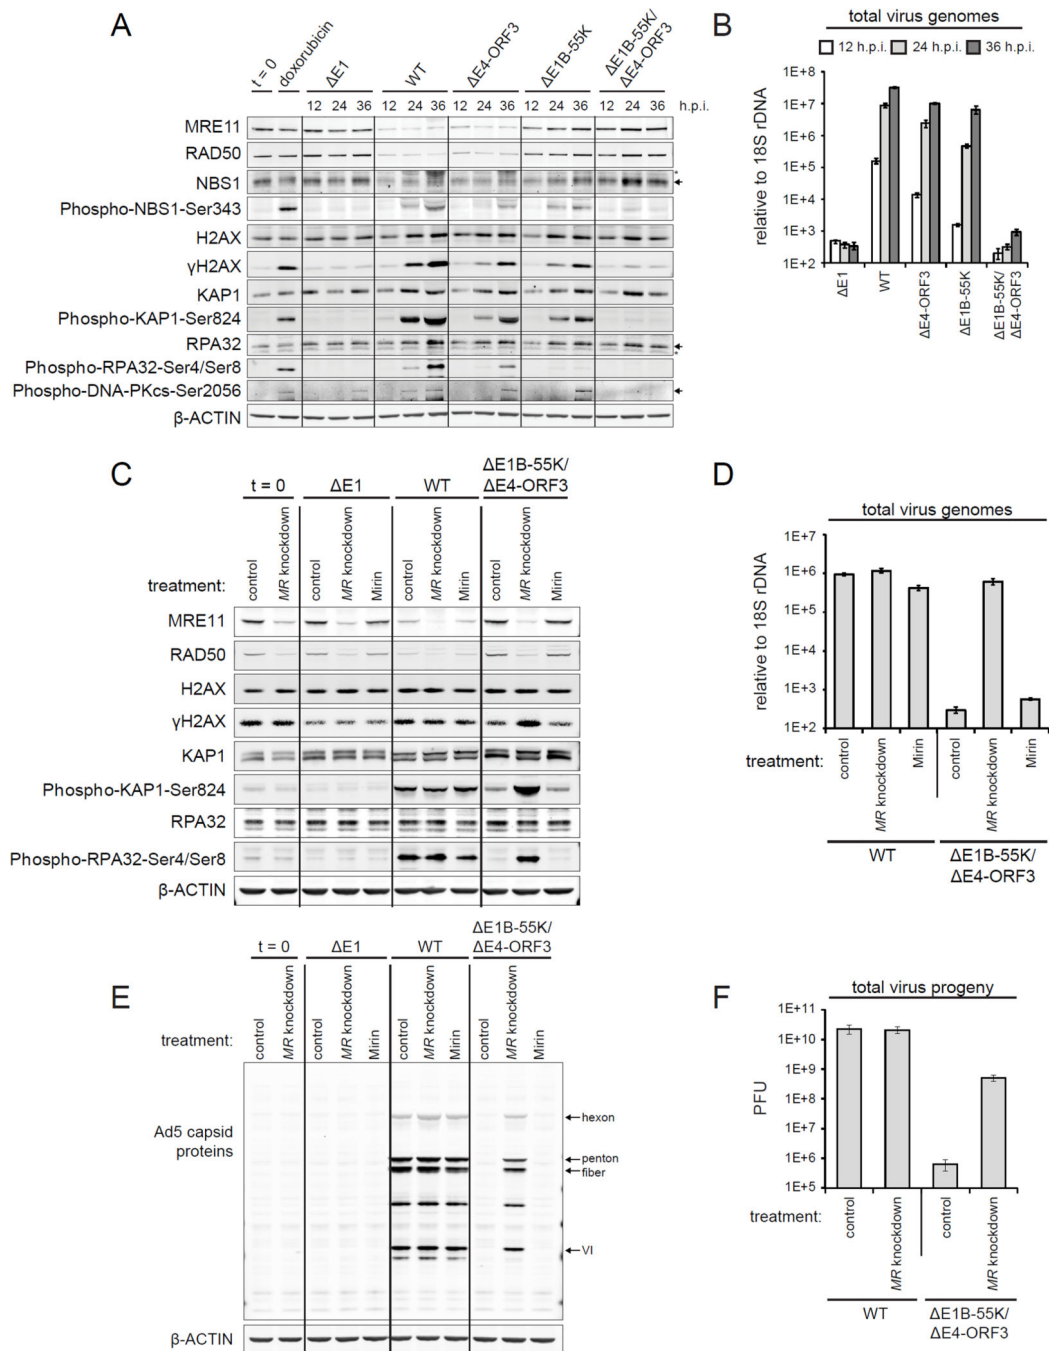 A
t = 0
doxorubicin
ΔE1
WT
ΔE4-ORF3
ΔE1B-55K
ΔE1B-55K/
ΔE4-ORF3
12 24 36 12 24 36 12 24 36 12 24 36 12 24 36 h.p.i.
MRE11
RAD50
NBS1
Phospho-NBS1-Ser343
H2AX
γH2AX
KAP1
Phospho-KAP1-Ser824
RPA32
Phospho-RPA32-Ser4/Ser8
Phospho-DNA-PKcs-Ser2056
β-ACTIN
B
total virus genomes
12 h.p.i. 24 h.p.i. 36 h.p.i.
relative to 18S rDNA
1E+8
1E+7
1E+6
1E+5
1E+4
1E+3
1E+2
ΔE1
WT
ΔE4-ORF3
ΔE1B-55K
ΔE1B-55K/
ΔE4-ORF3
C
t = 0 ΔE1 WT ΔE1B-55K/
ΔE4-ORF3
treatment:
control
MR knockdown
control
MR knockdown
Mirin
control
MR knockdown
Mirin
control
MR knockdown
Mirin
MRE11
RAD50
H2AX
γH2AX
KAP1
Phospho-KAP1-Ser824
RPA32
Phospho-RPA32-Ser4/Ser8
β-ACTIN
D
total virus genomes
relative to 18S rDNA
1E+7
1E+6
1E+5
1E+4
1E+3
1E+2
treatment:
control
MR knockdown
Mirin
control
MR knockdown
Mirin
WT
ΔE1B-55K/
ΔE4-ORF3
E
t = 0 ΔE1 WT ΔE1B-55K/
ΔE4-ORF3
treatment:
control
MR knockdown
control
MR knockdown
Mirin
control
MR knockdown
Mirin
control
MR knockdown
Mirin
Ad5 capsid
proteins
hexon
penton
fiber
VI
β-ACTIN
F
total virus progeny
PFU
1E+11
1E+10
1E+9
1E+8
1E+7
1E+6
1E+5
treatment:
control
MR knockdown
control
MR knockdown
WT
ΔE1B-55K/
ΔE4-ORF3